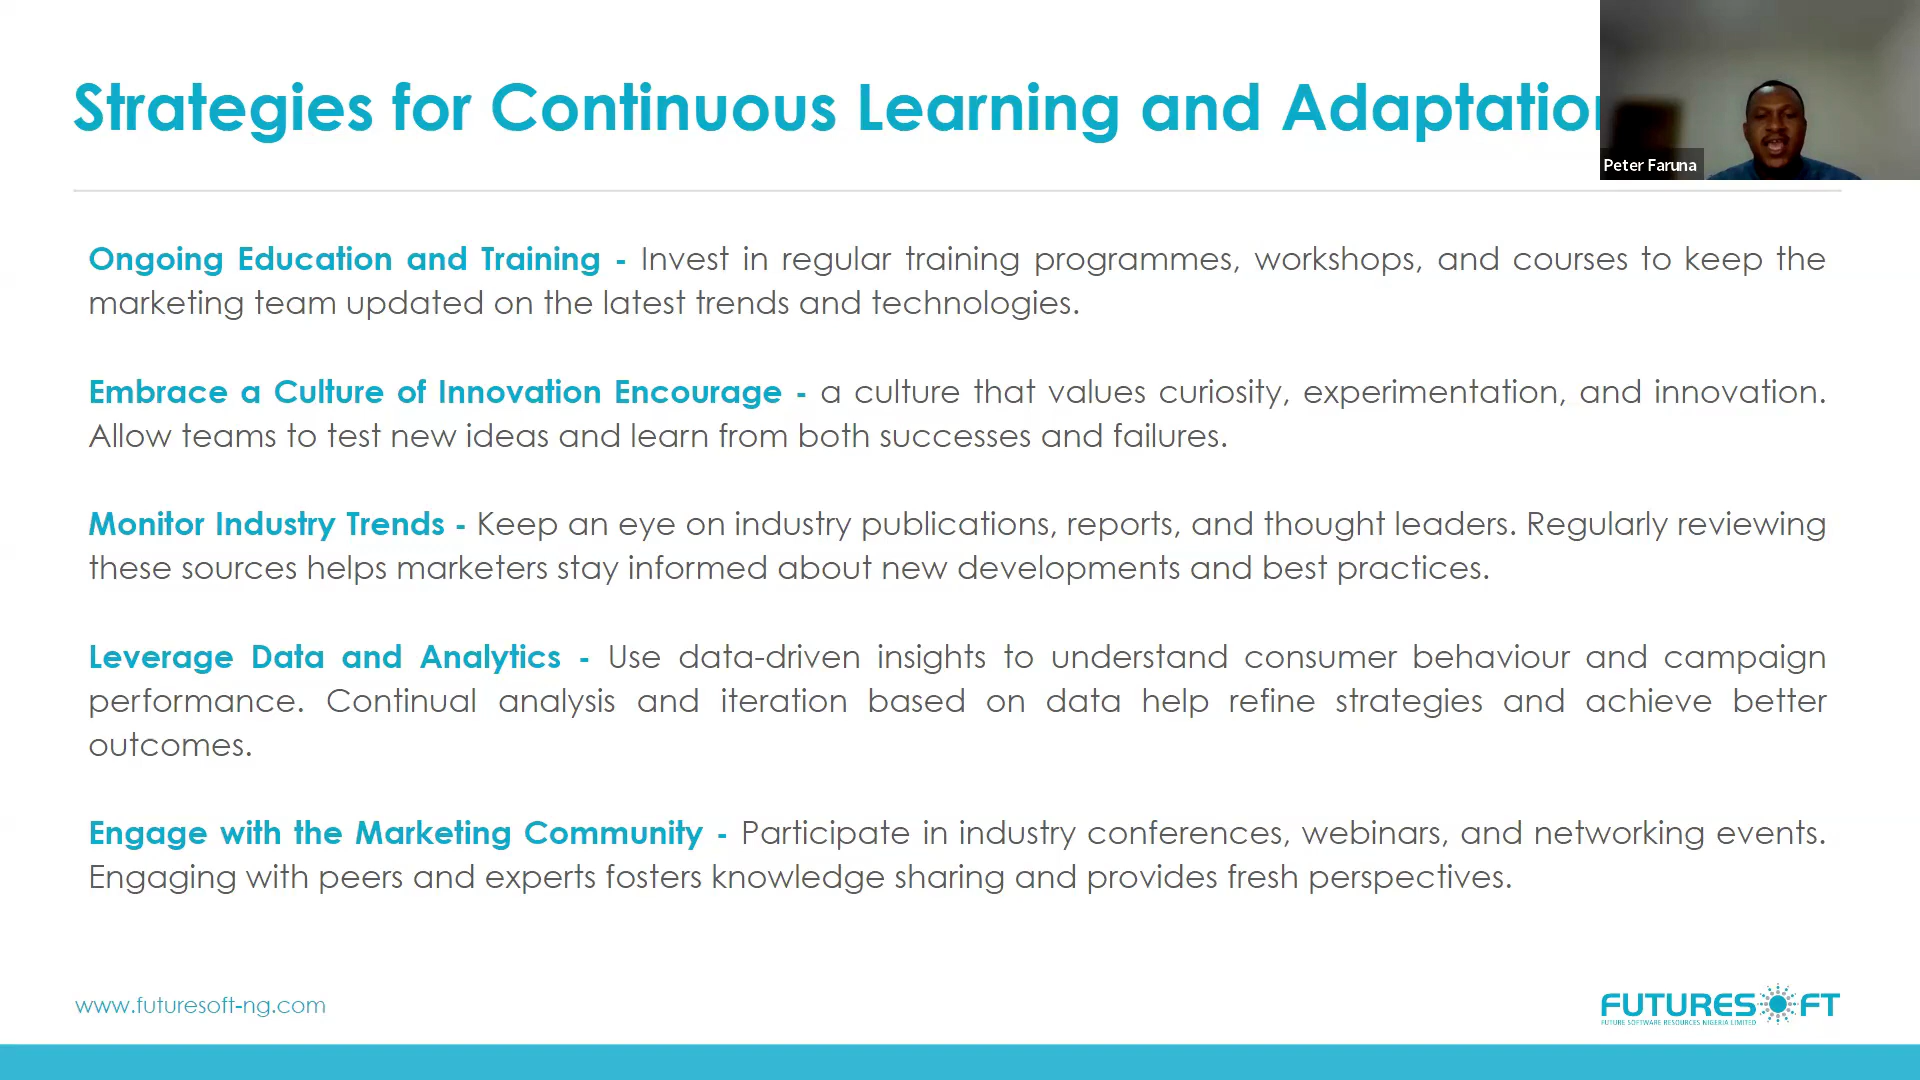 Strategies for Continuous Learning and Adaptation
Peter Faruna
Ongoing Education and Training - Invest in regular training programmes, workshops, and courses to keep the
marketing team updated on the latest trends and technologies.
Embrace a Culture of Innovation Encourage - a culture that values curiosity, experimentation, and innovation.
Allow teams to test new ideas and learn from both successes and failures.
Monitor Industry Trends - Keep an eye on industry publications, reports, and thought leaders. Regularly reviewing
these sources helps marketers stay informed about new developments and best practices.
Leverage Data and Analytics - Use data-driven insights to understand consumer behaviour and campaign
performance. Continual analysis and iteration based on data help refine strategies and achieve better
outcomes.
Engage with the Marketing Community - Participate in industry conferences, webinars, and networking events.
Engaging with peers and experts fosters knowledge sharing and provides fresh perspectives.
www.futuresoft-ng.com
FUTURESOFT
FUTURE SOFTWARE RESOURCES NIGERIA LIMITED